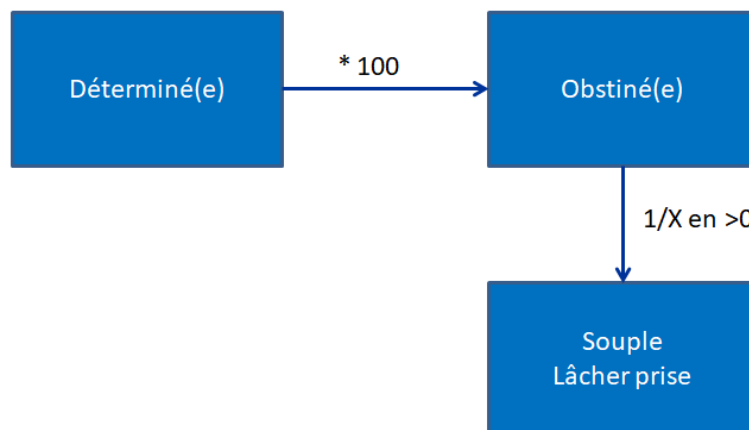 Déterminé(e)
* 100
Obstiné(e)
1/X en >0
Souple
Lâcher prise